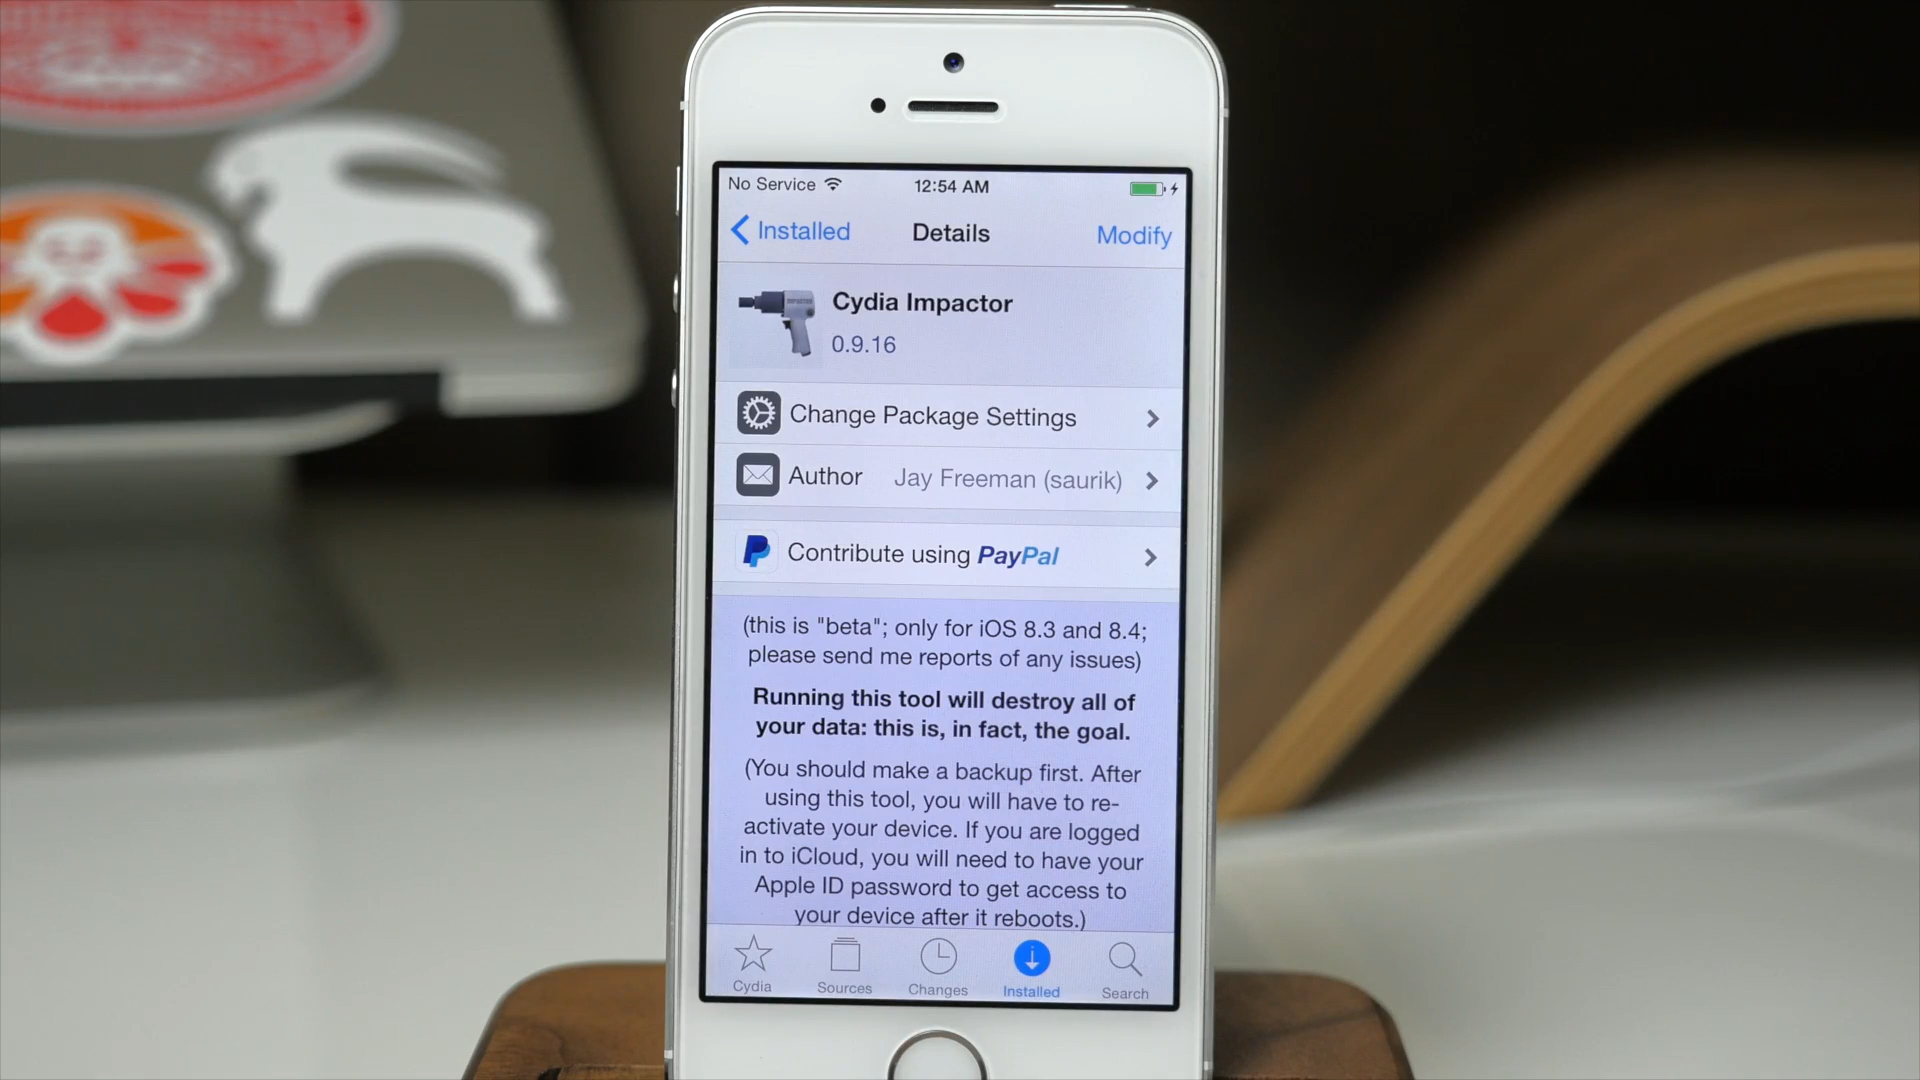 No Service 12:54 AM
Installed Details Modify
Cydia Impactor
0.9.16
Change Package Settings
Author Jay Freeman (saurik)
Contribute using PayPal
(this is "beta"; only for iOS 8.3 and 8.4;
please send me reports of any issues)
Running this tool will destroy all of
your data: this is, in fact, the goal.
(You should make a backup first. After
using this tool, you will have to re-
activate your device. If you are logged
in to iCloud, you will need to have your
Apple ID password to get access to
your device after it reboots.)
Cydia Sources Changes Installed Search